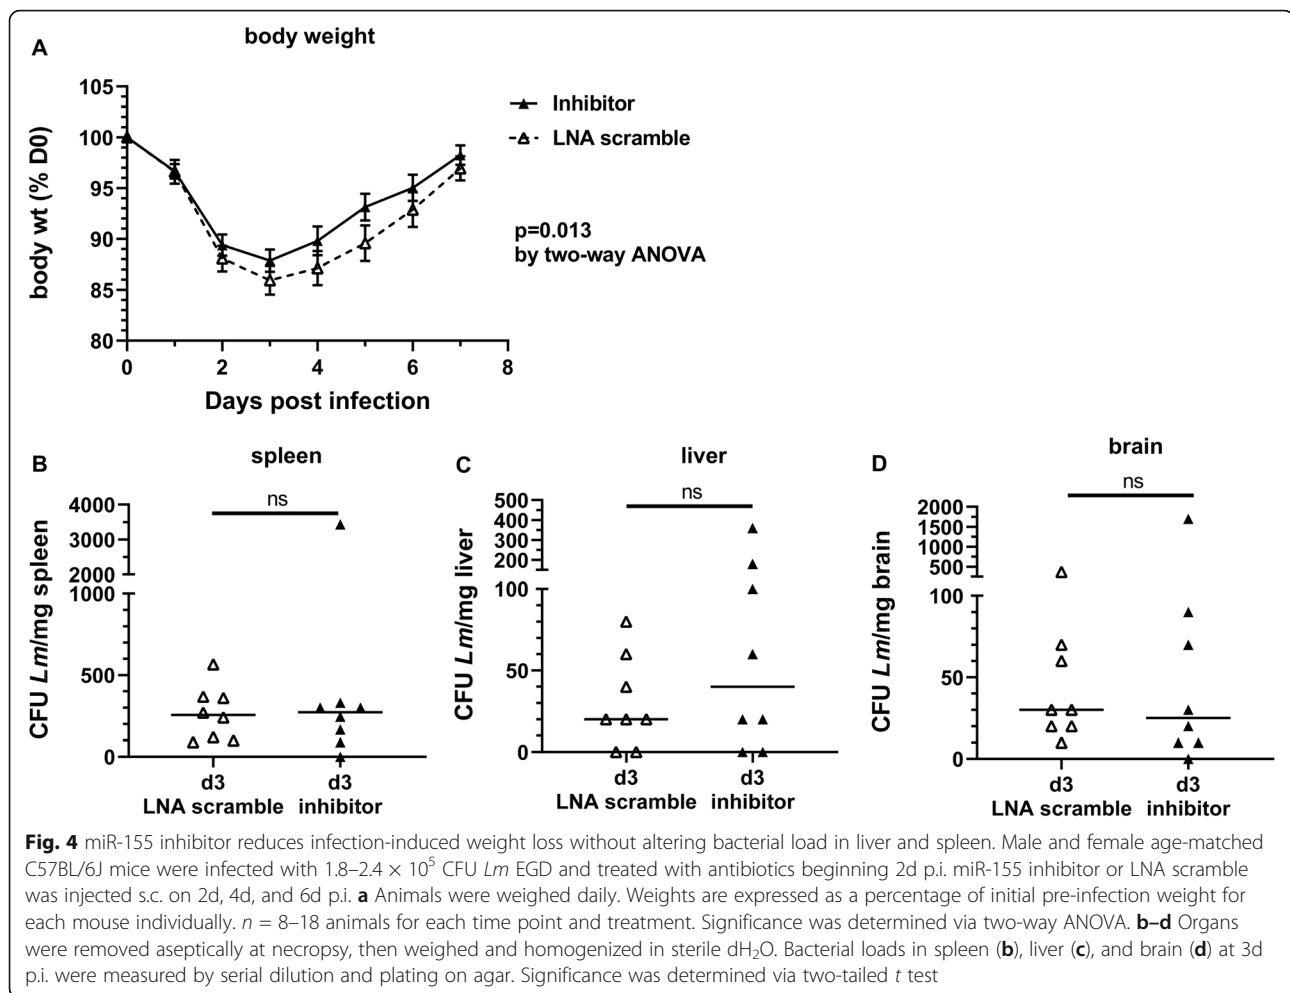 A
body weight
105
100
95
90
85
80
body wt (% D0)
0
2
4
6
8
Days post infection
Inhibitor
LNA scramble
p=0.013
by two-way ANOVA
B
spleen
ns
4000
3000
2000
1000
500
0
CFU Lm/mg spleen
d3
LNA scramble
d3
inhibitor
C
liver
ns
500
400
300
200
100
50
0
CFU Lm/mg liver
d3
LNA scramble
d3
inhibitor
D
brain
ns
2000
1500
1000
500
100
50
0
CFU Lm/mg brain
d3
LNA scramble
d3
inhibitor
Fig. 4 miR-155 inhibitor reduces infection-induced weight loss without altering bacterial load in liver and spleen. Male and female age-matched
C57BL/6J mice were infected with 1.8–2.4 × 10⁵ CFU Lm EGD and treated with antibiotics beginning 2d p.i. miR-155 inhibitor or LNA scramble
was injected s.c. on 2d, 4d, and 6d p.i. a Animals were weighed daily. Weights are expressed as a percentage of initial pre-infection weight for
each mouse individually. n = 8–18 animals for each time point and treatment. Significance was determined via two-way ANOVA. b–d Organs
were removed aseptically at necropsy, then weighed and homogenized in sterile dH₂O. Bacterial loads in spleen (b), liver (c), and brain (d) at 3d
p.i. were measured by serial dilution and plating on agar. Significance was determined via two-tailed t test